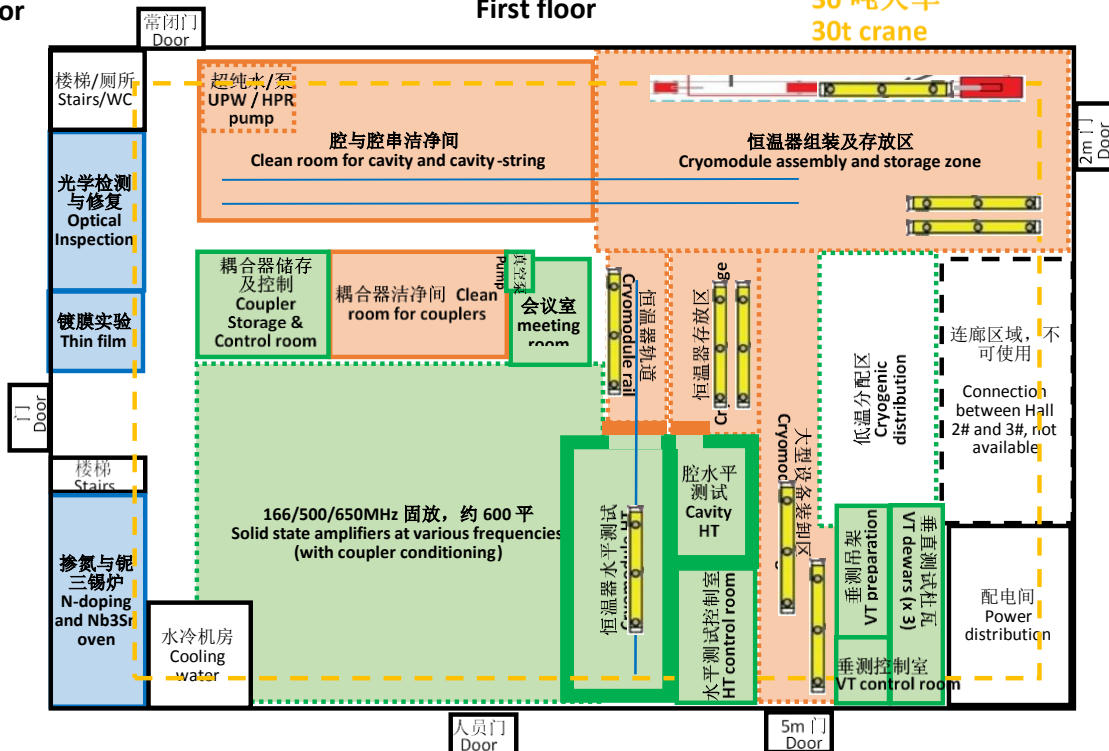 or
First floor
30t crane
常闭门
Door
楼梯/厕所
Stairs/WC
超纯水/泵
UPW / HPR
pump
腔与腔串洁净间
Clean room for cavity and cavity -string
恒温器组装及存放区
Cryomodule assembly and storage zone
2m 门
Door
光学检测
与修复
Optical
Inspection
镀膜实验
Thin film
耦合器储存
及控制
Coupler
Storage &
Control room
耦合器洁净间 Clean
room for couplers
真空泵
Pump
会议室
meeting
room
恒温器轨道
Cryomodule rail
恒温器存放区
低温分配区
Cryogenic
distribution
连廊区域，不
可使用
Connection
between Hall
2# and 3#, not
available
门
Door
楼梯
Stairs
166/500/650MHz 固放，约 600 平
Solid state amplifiers at various frequencies
(with coupler conditioning)
恒温器水平测试
腔水平
测试
Cavity
HT
大型设备装卸区
垂测吊架
VT preparation
垂直测试杜瓦
VT dewars (x 3)
掺氮与铌
三锡炉
N-doping
and Nb3Sn
oven
水冷机房
Cooling
water
水平测试控制室
HT control room
垂测控制室
VT control room
配电间
Power
distribution
人员门
Door
5m 门
Door